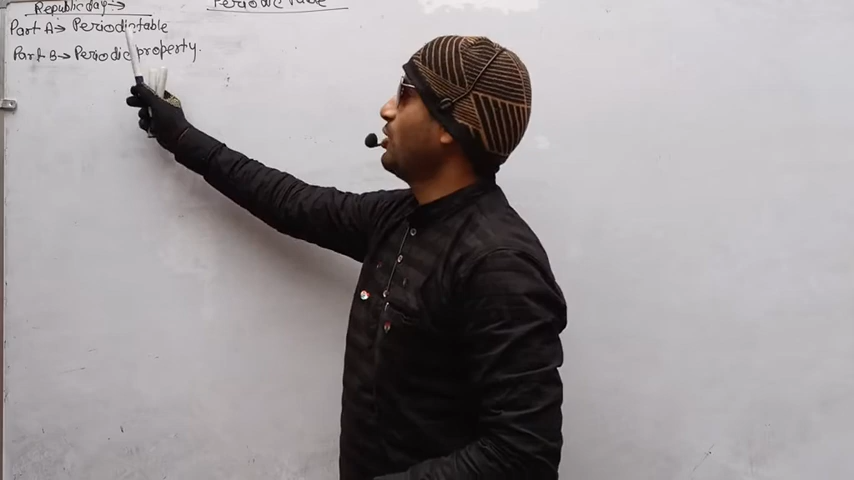 Republic day→
Periodic Table
Part A→ Periodic table
Part B→ Periodic property.